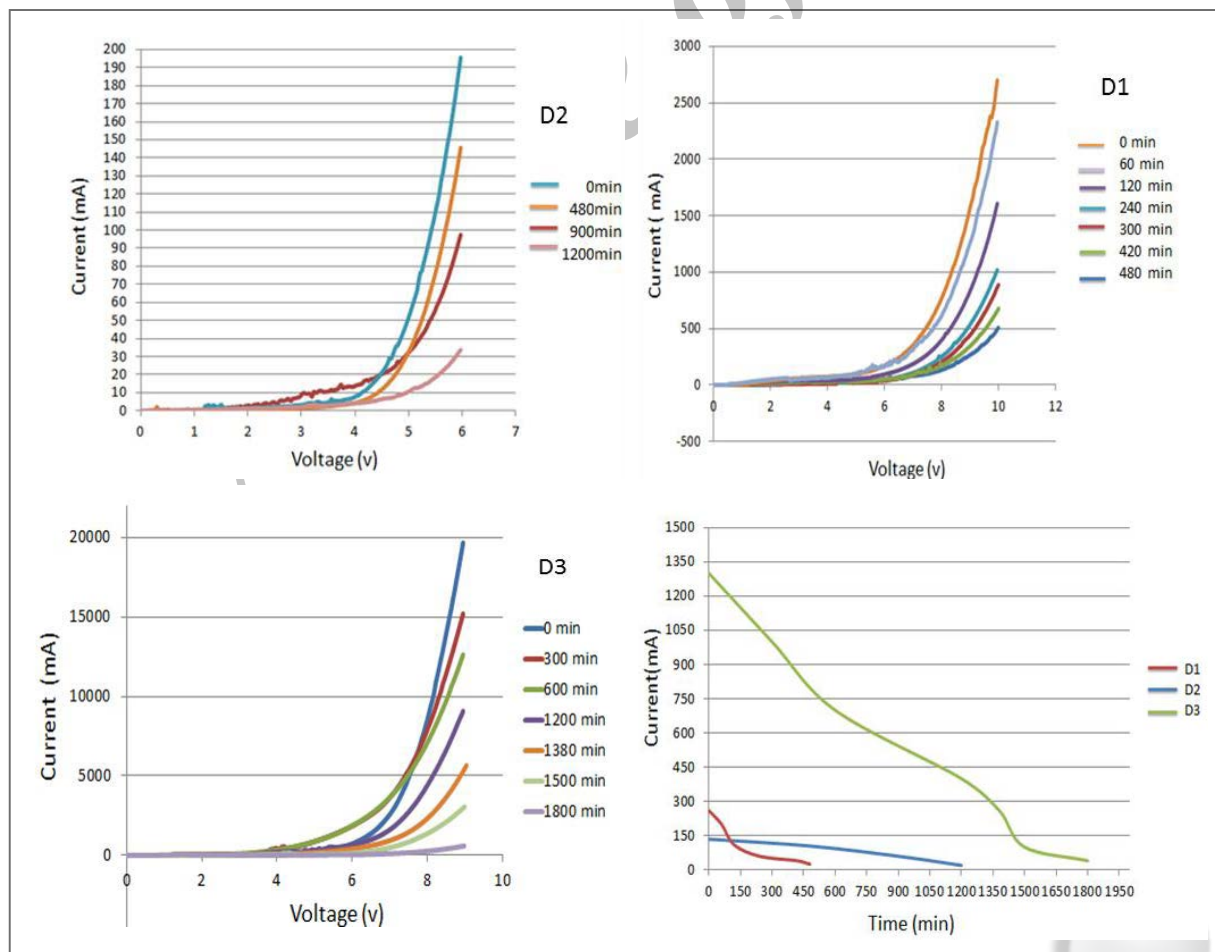 200
190
180
170
160
150
140
130
120
110
100
90
80
70
60
50
40
30
20
10
0
Current (mA)
0 1 2 3 4 5 6 7
Voltage (v)
D2
0min
480min
900min
1200min
3000
2500
2000
1500
1000
500
0
-500
Current ( mA)
0 2 4 6 8 10 12
Voltage (v)
D1
0 min
60 min
120 min
240 min
300 min
420 min
480 min
20000
15000
10000
5000
0
Current (mA)
0 2 4 6 8 10
Voltage (v)
D3
0 min
300 min
600 min
1200 min
1380 min
1500 min
1800 min
1500
1350
1200
1050
900
750
600
450
300
150
0
Current(mA)
0 150 300 450 600 750 900 1050 1200 1350 1500 1650 1800 1950
Time (min)
D1
D2
D3